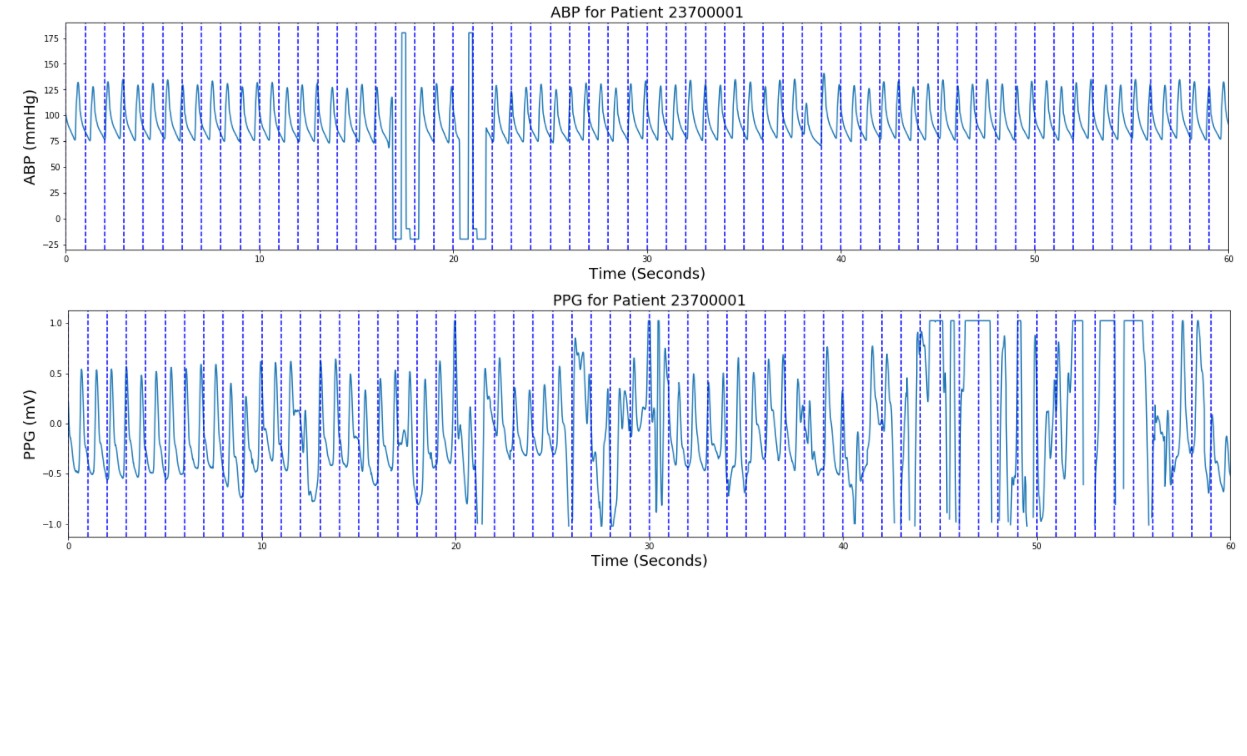 ABP for Patient 23700001
ABP (mmHg)
175
150
125
100
75
50
25
0
−25
0 10 20 30 40 50 60
Time (Seconds)
PPG for Patient 23700001
PPG (mV)
1.0
0.5
0.0
−0.5
−1.0
0 10 20 30 40 50 60
Time (Seconds)